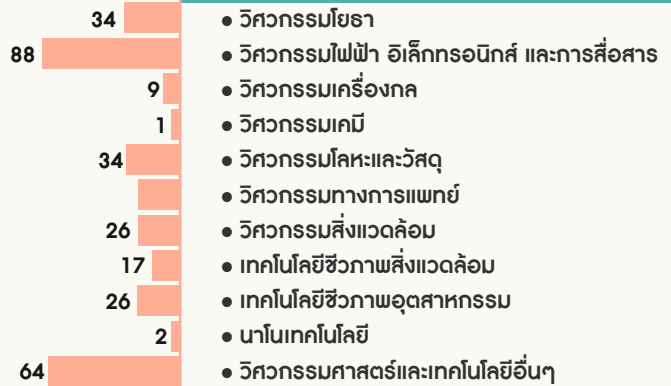 34 • วิศวกรรมโยธา
88 • วิศวกรรมไฟฟ้า อิเล็กทรอนิกส์ และการสื่อสาร
9 • วิศวกรรมเครื่องกล
1 • วิศวกรรมเคมี
34 • วิศวกรรมโลหะและวัสดุ
• วิศวกรรมทางการแพทย์
26 • วิศวกรรมสิ่งแวดล้อม
17 • เทคโนโลยีชีวภาพสิ่งแวดล้อม
26 • เทคโนโลยีชีวภาพอุตสาหกรรม
2 • นาโนเทคโนโลยี
64 • วิศวกรรมศาสตร์และเทคโนโลยีอื่นๆ